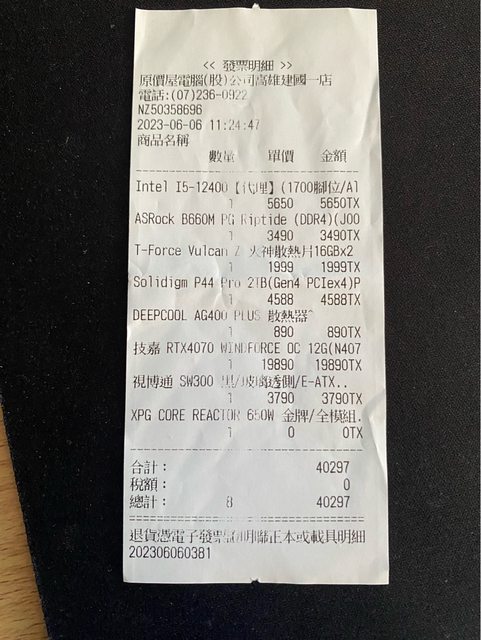 << 發票明細 >>
原價屋電腦(股)公司高雄建國一店
電話:(07)236-0922
NZ50358696
2023-06-06 11:24:47
商品名稱
數量 單價 金額
Intel I5-12400【代理】(1700腳位/Al
1 5650 5650TX
ASRock B660M PG Riptide (DDR4)(J00
1 3490 3490TX
T-Force Vulcan Z 火神散熱片16GBx2
1 1999 1999TX
Solidigm P44 Pro 2TB(Gen4 PCIex4)P
1 4588 4588TX
DEEPCOOL AG400 PLUS 散熱器^
1 890 890TX
技嘉 RTX4070 WINDFORCE OC 12G(N407
1 19890 19890TX
視博通 SW300 黑/玻璃透側/E-ATX..
1 3790 3790TX
XPG CORE REACTOR 650W 金牌/全模組.
1 0 0TX
合計: 40297
稅額: 0
總計: 8 40297
退貨憑電子發票證明聯正本或載具明細
202306060381